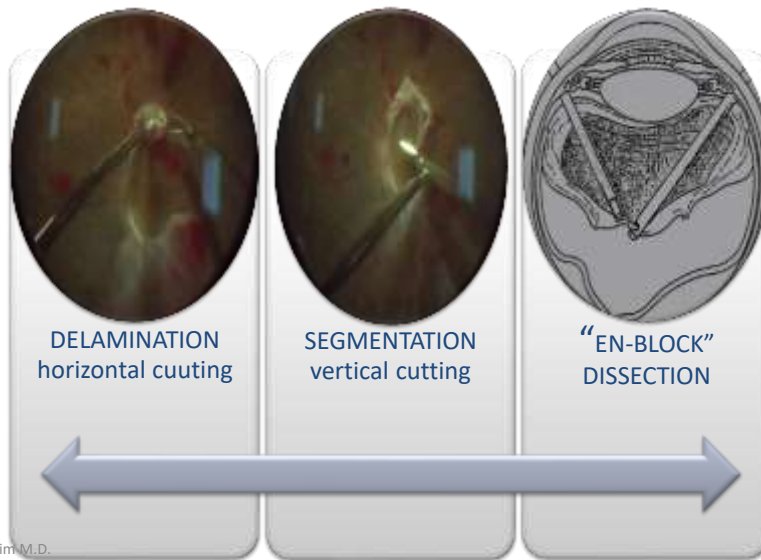 DELAMINATION
horizontal cuuting
SEGMENTATION
vertical cutting
“EN-BLOCK”
DISSECTION
M.D.